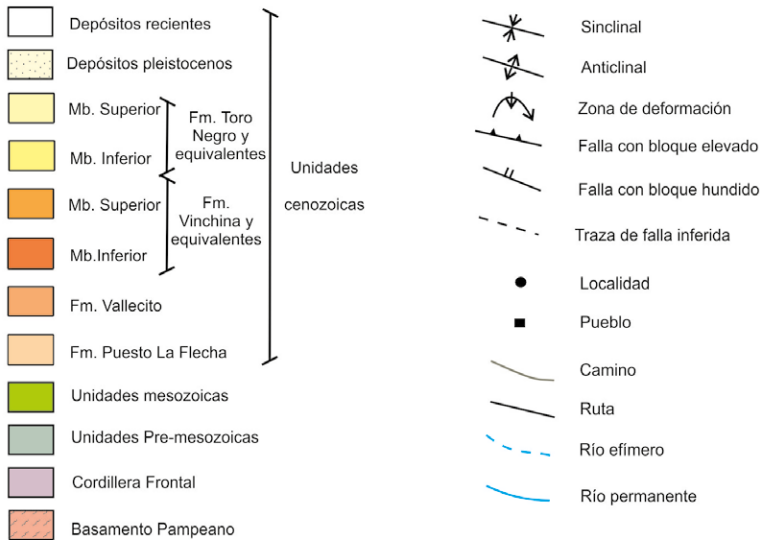 Depósitos recientes
Depósitos pleistocenos
Mb. Superior
Mb. Inferior
Fm. Toro
Negro y
equivalentes
Mb. Superior
Mb.Inferior
Fm.
Vinchina y
equivalentes
Fm. Vallecito
Fm. Puesto La Flecha
Unidades
cenozoicas
Unidades mesozoicas
Unidades Pre-mesozoicas
Cordillera Frontal
Basamento Pampeano
Sinclinal
Anticlinal
Zona de deformación
Falla con bloque elevado
Falla con bloque hundido
Traza de falla inferida
Localidad
Pueblo
Camino
Ruta
Río efímero
Río permanente